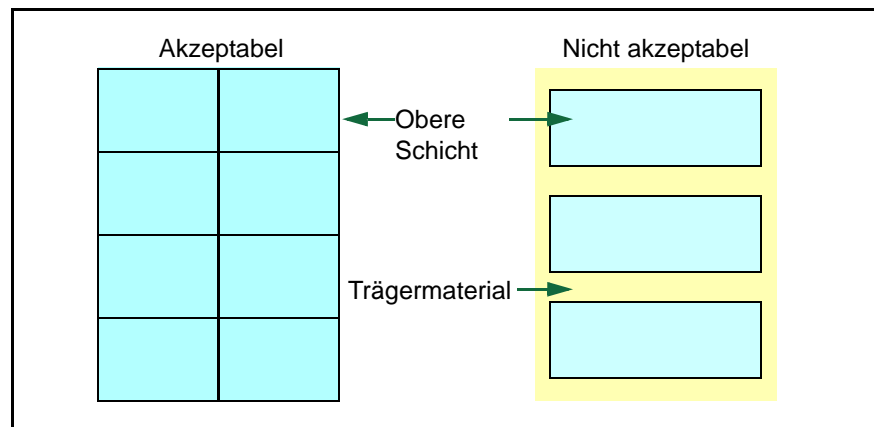 Akzeptabel
Nicht akzeptabel
Obere
Schicht
Trägermaterial